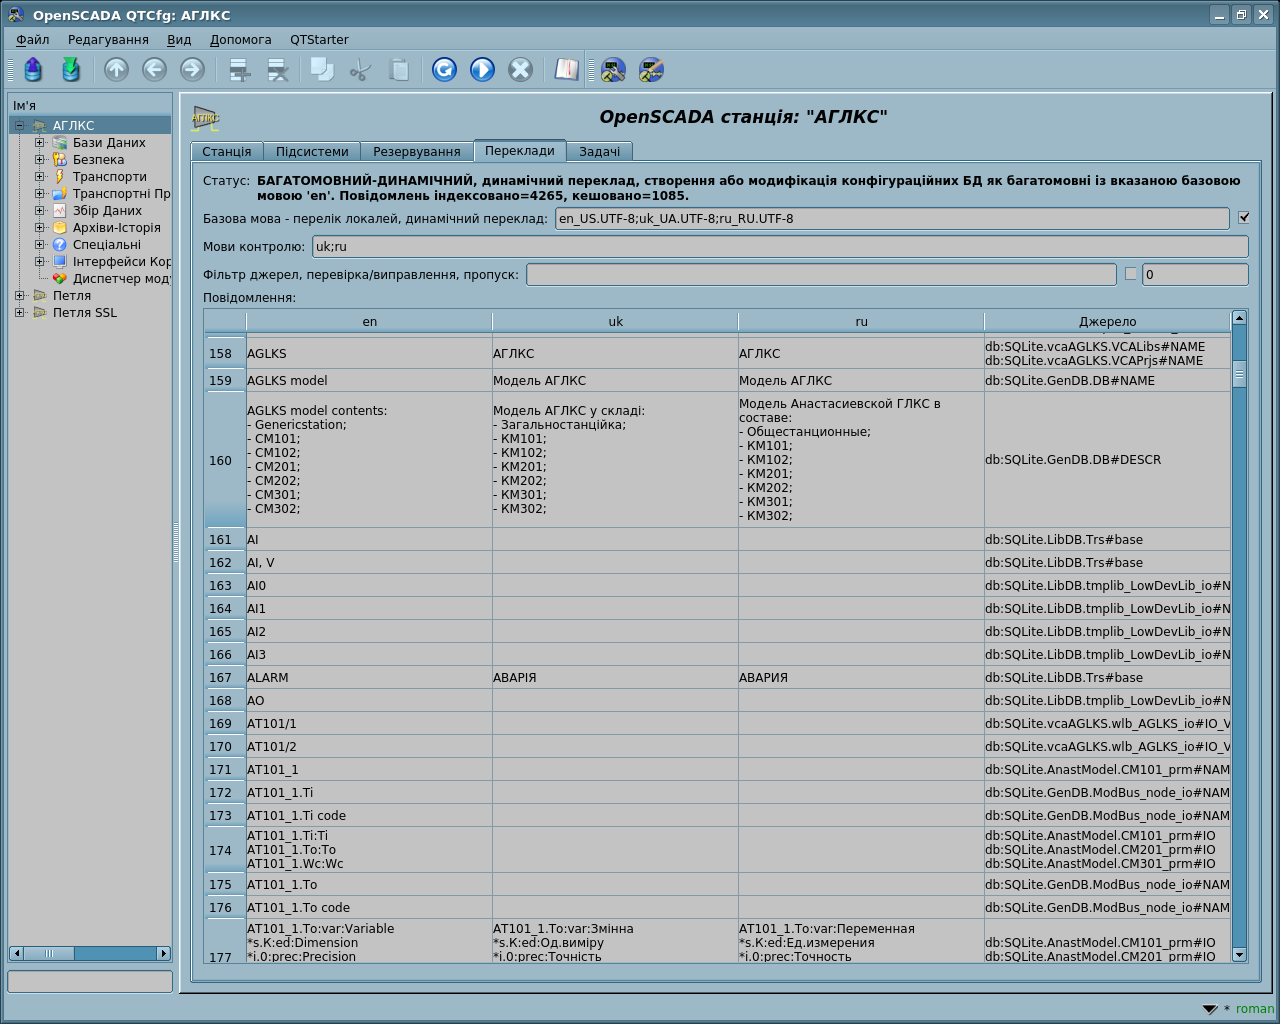 OpenSCADA QTCfg: АГЛКС
Файл Редагування Вид Допомога QTStarter
Ім'я
АГЛКС
Бази Даних
Безпека
Транспорти
Транспортні Пр
Збір Даних
Архіви-Історія
Спеціальні
Інтерфейси Кор
Диспетчер мод
Петля
Петля SSL
АГЛКС
OpenSCADA станція: "АГЛКС"
Станція Підсистеми Резервування Переклади Задачі
Статус: БАГАТОМОВНИЙ-ДИНАМІЧНИЙ, динамічний переклад, створення або модифікація конфігураційних БД як багатомовні із вказаною базовою
мовою 'en'. Повідомлень індексовано=4265, кешовано=1085.
Базова мова - перелік локалей, динамічний переклад: en_US.UTF-8;uk_UA.UTF-8;ru_RU.UTF-8
Мови контролю: uk;ru
Фільтр джерел, перевірка/виправлення, пропуск: 0
Повідомлення:
en uk ru Джерело
158 AGLKS АГЛКС АГЛКС db:SQLite.vcaAGLKS.VCALibs#NAME
db:SQLite.vcaAGLKS.VCAPrjs#NAME
159 AGLKS model Модель АГЛКС Модель АГЛКС db:SQLite.GenDB.DB#NAME
160
AGLKS model contents:
- Genericstation;
- CM101;
- CM102;
- CM201;
- CM202;
- CM301;
- CM302;
Модель АГЛКС у складі:
- Загальностанційка;
- КМ101;
- КМ102;
- КМ201;
- КМ202;
- КМ301;
- КМ302;
Модель Анастасиевской ГЛКС в
составе:
- Общестанционные;
- КМ101;
- КМ102;
- КМ201;
- КМ202;
- КМ301;
- КМ302;
db:SQLite.GenDB.DB#DESCR
161 AI db:SQLite.LibDB.Trs#base
162 AI, V db:SQLite.LibDB.Trs#base
163 AI0 db:SQLite.LibDB.tmplib_LowDevLib_io#N
164 AI1 db:SQLite.LibDB.tmplib_LowDevLib_io#N
165 AI2 db:SQLite.LibDB.tmplib_LowDevLib_io#N
166 AI3 db:SQLite.LibDB.tmplib_LowDevLib_io#N
167 ALARM АВАРІЯ АВАРИЯ db:SQLite.LibDB.Trs#base
168 AO db:SQLite.LibDB.tmplib_LowDevLib_io#N
169 AT101/1 db:SQLite.vcaAGLKS.wlb_AGLKS_io#IO_V
170 AT101/2 db:SQLite.vcaAGLKS.wlb_AGLKS_io#IO_V
171 AT101_1 db:SQLite.AnastModel.CM101_prm#NAM
172 AT101_1.Ti db:SQLite.GenDB.ModBus_node_io#NAM
173 AT101_1.Ti code db:SQLite.GenDB.ModBus_node_io#NAM
174
AT101_1.Ti:Ti
AT101_1.To:To
AT101_1.Wc:Wc
db:SQLite.AnastModel.CM101_prm#IO
db:SQLite.AnastModel.CM201_prm#IO
db:SQLite.AnastModel.CM301_prm#IO
175 AT101_1.To db:SQLite.GenDB.ModBus_node_io#NAM
176 AT101_1.To code db:SQLite.GenDB.ModBus_node_io#NAM
177
AT101_1.To:var:Variable
*s.K:ed:Dimension
*i.0:prec:Precision
AT101_1.To:var:Змінна
*s.K:ed:Од.виміру
*i.0:prec:Точність
AT101_1.To:var:Переменная
*s.K:ed:Ед.измерения
*i.0:prec:Точность
db:SQLite.AnastModel.CM101_prm#IO
db:SQLite.AnastModel.CM201_prm#IO
* roman